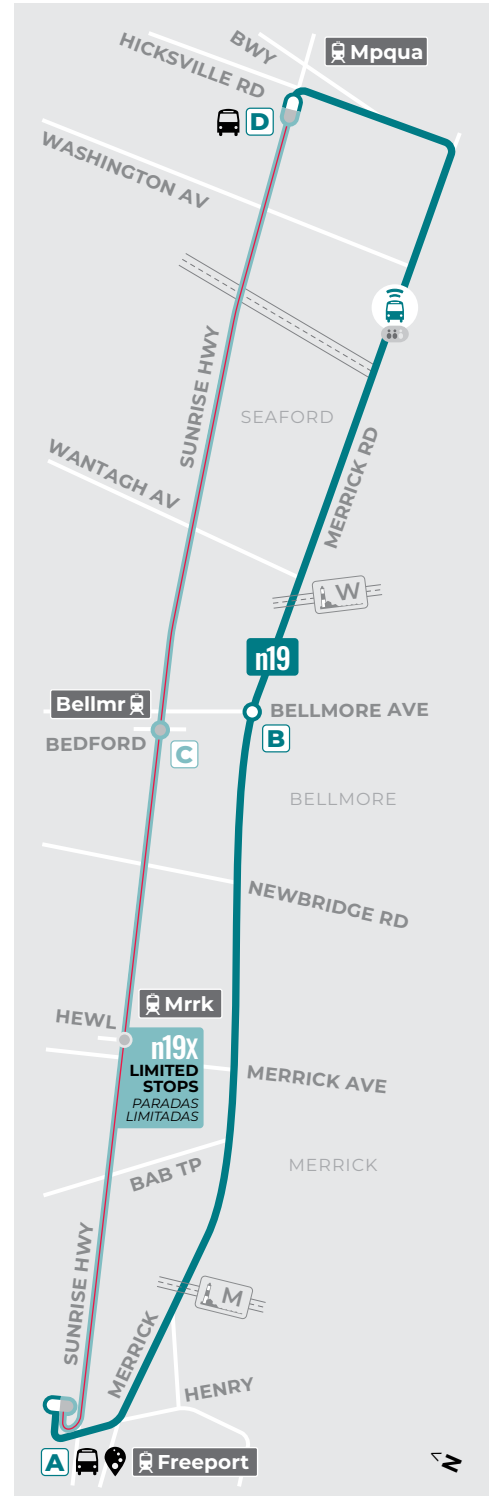 HICKSVILLE RD
BWY
Mpqua
D
WASHINGTON AV
SUNRISE HWY
SEAFORD
MERRICK RD
WANTAGH AV
W
n19
Bellmr
BELLMORE AVE
BEDFORD
C
B
BELLMORE
NEWBRIDGE RD
Mrrk
HEWL
n19X
LIMITED
STOPS
PARADAS
LIMITADAS
MERRICK AVE
BAB TP
MERRICK
SUNRISE HWY
M
MERRICK
HENRY
A
Freeport
N